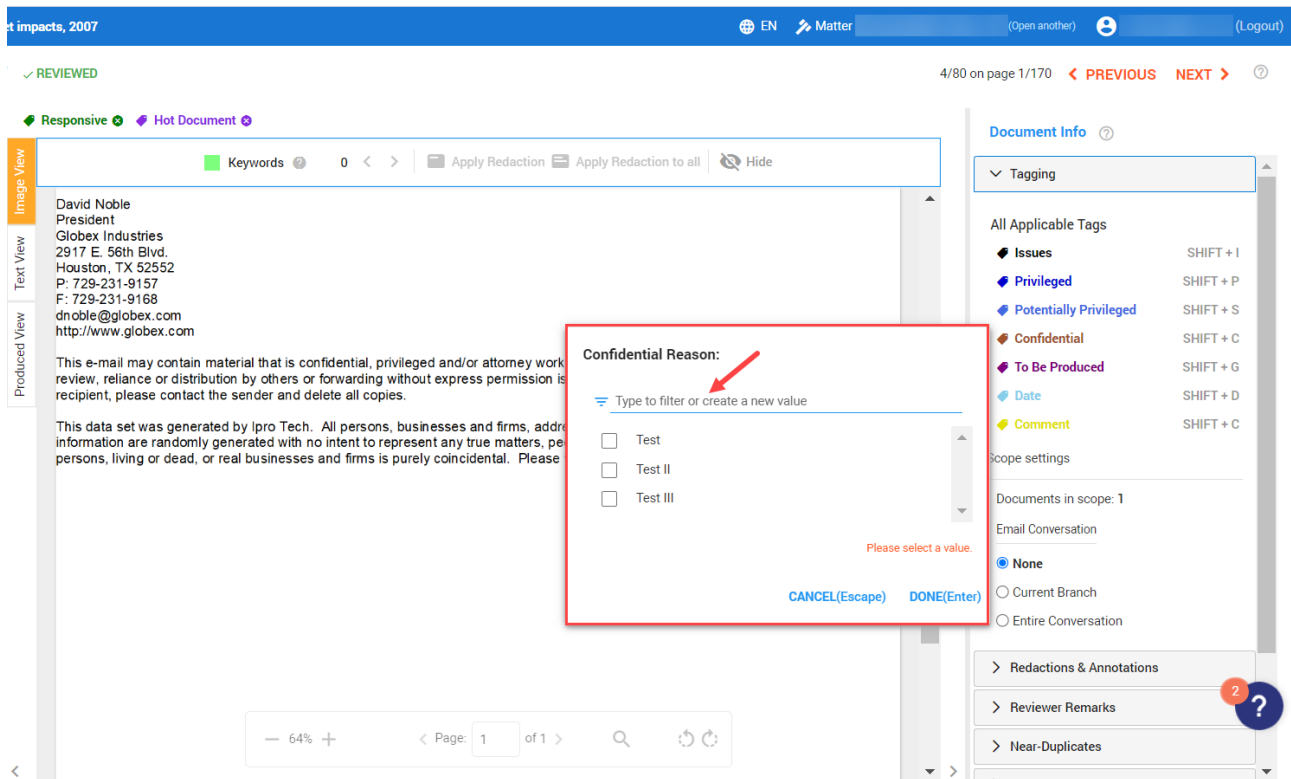 ct impacts, 2007 EN Matter (Open another) (Logout)
REVIEWED 4/80 on page 1/170 PREVIOUS NEXT ?
Responsive Hot Document
Document Info ?
Image View
Text View
Produced View
Keywords ? 0 Apply Redaction Apply Redaction to all Hide
David Noble
President
Globex Industries
2917 E. 56th Blvd.
Houston, TX 52552
P: 729-231-9157
F: 729-231-9168
dnoble@globex.com
http://www.globex.com
This e-mail may contain material that is confidential, privileged and/or attorney work
review, reliance or distribution by others or forwarding without express permission is
recipient, please contact the sender and delete all copies.
This data set was generated by Ipro Tech. All persons, businesses and firms, addre
information are randomly generated with no intent to represent any true matters, pe
persons, living or dead, or real businesses and firms is purely coincidental. Please
Confidential Reason:
Type to filter or create a new value
Test
Test II
Test III
Please select a value.
CANCEL(Escape) DONE(Enter)
Tagging
All Applicable Tags
Issues SHIFT + I
Privileged SHIFT + P
Potentially Privileged SHIFT + S
Confidential SHIFT + C
To Be Produced SHIFT + G
Date SHIFT + D
Comment SHIFT + C
Scope settings
Documents in scope: 1
Email Conversation
None
Current Branch
Entire Conversation
Redactions & Annotations
Reviewer Remarks
Near-Duplicates
2
?
64% Page: 1 of 1